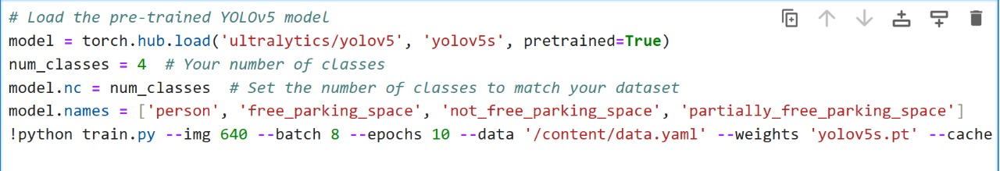 # Load the pre-trained YOLOv5 model
model = torch.hub.load('ultralytics/yolov5', 'yolov5s', pretrained=True)
num_classes = 4  # Your number of classes
model.nc = num_classes  # Set the number of classes to match your dataset
model.names = ['person', 'free_parking_space', 'not_free_parking_space', 'partially_free_parking_space']
!python train.py --img 640 --batch 8 --epochs 10 --data '/content/data.yaml' --weights 'yolov5s.pt' --cache